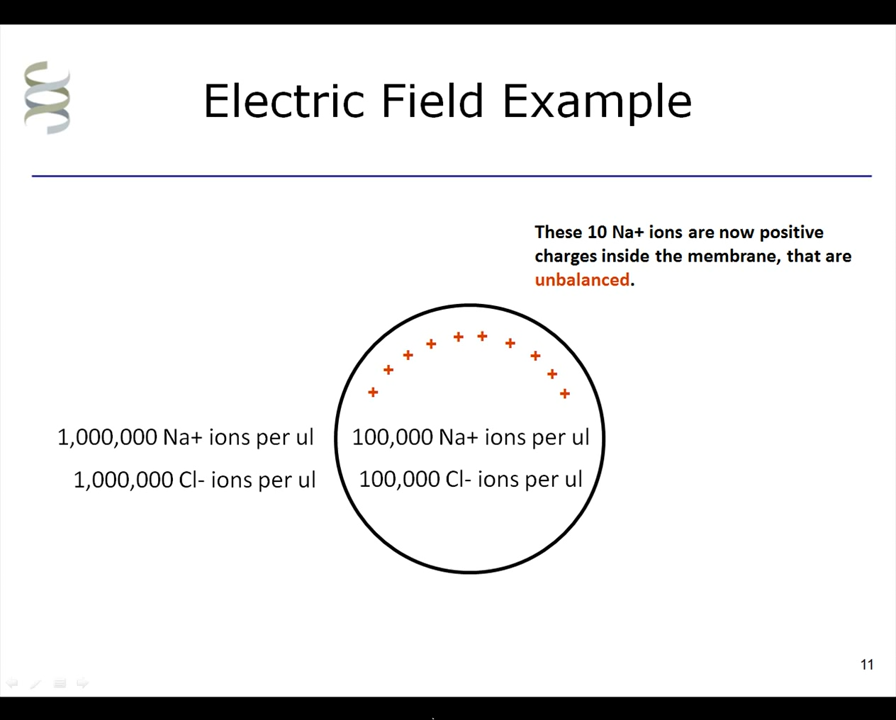 Electric Field Example
These 10 Na+ ions are now positive
charges inside the membrane, that are
unbalanced.
+ + + + + + + + + +
1,000,000 Na+ ions per ul
1,000,000 Cl- ions per ul
100,000 Na+ ions per ul
100,000 Cl- ions per ul
11